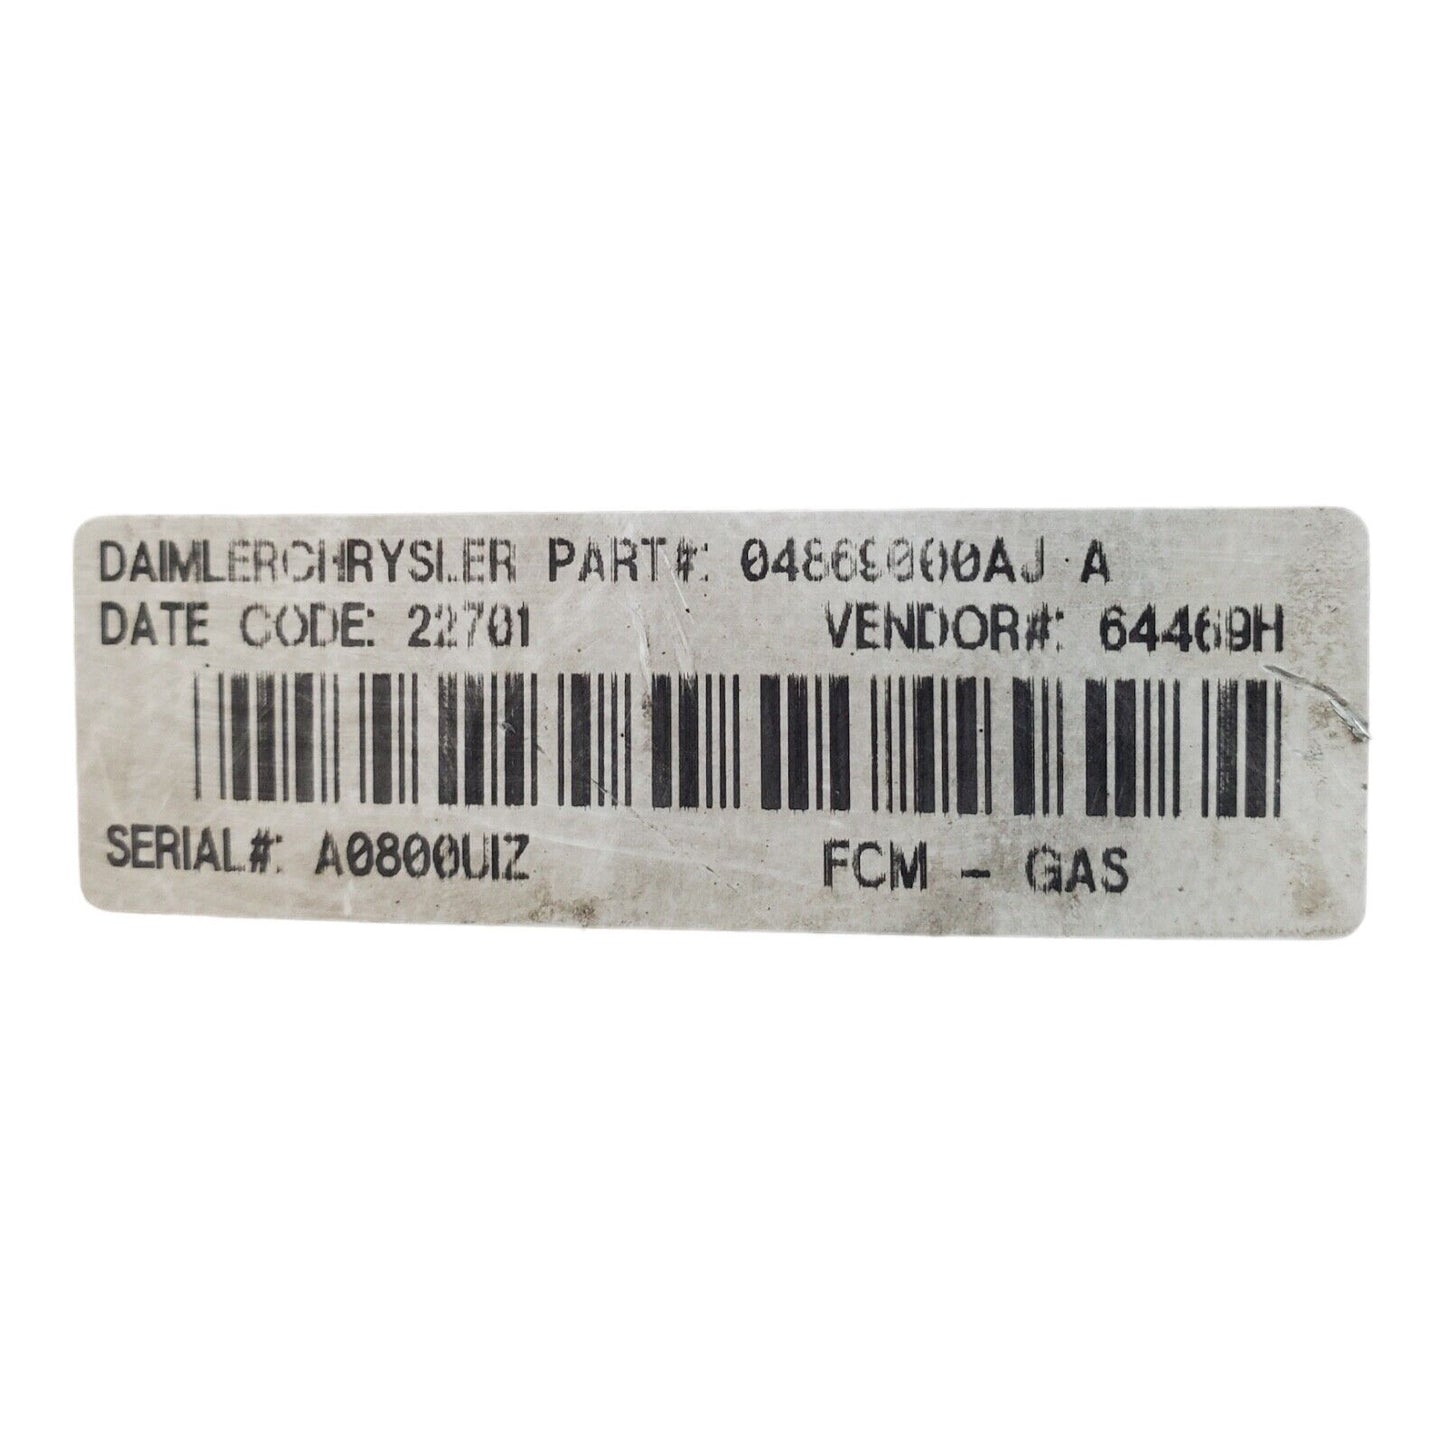 DAIMLERCHRYSLER PART#: 04869000AJ A
DATE CODE: 22701 VENDOR#: 64469H
SERIAL#: A0800UIZ FCM - GAS